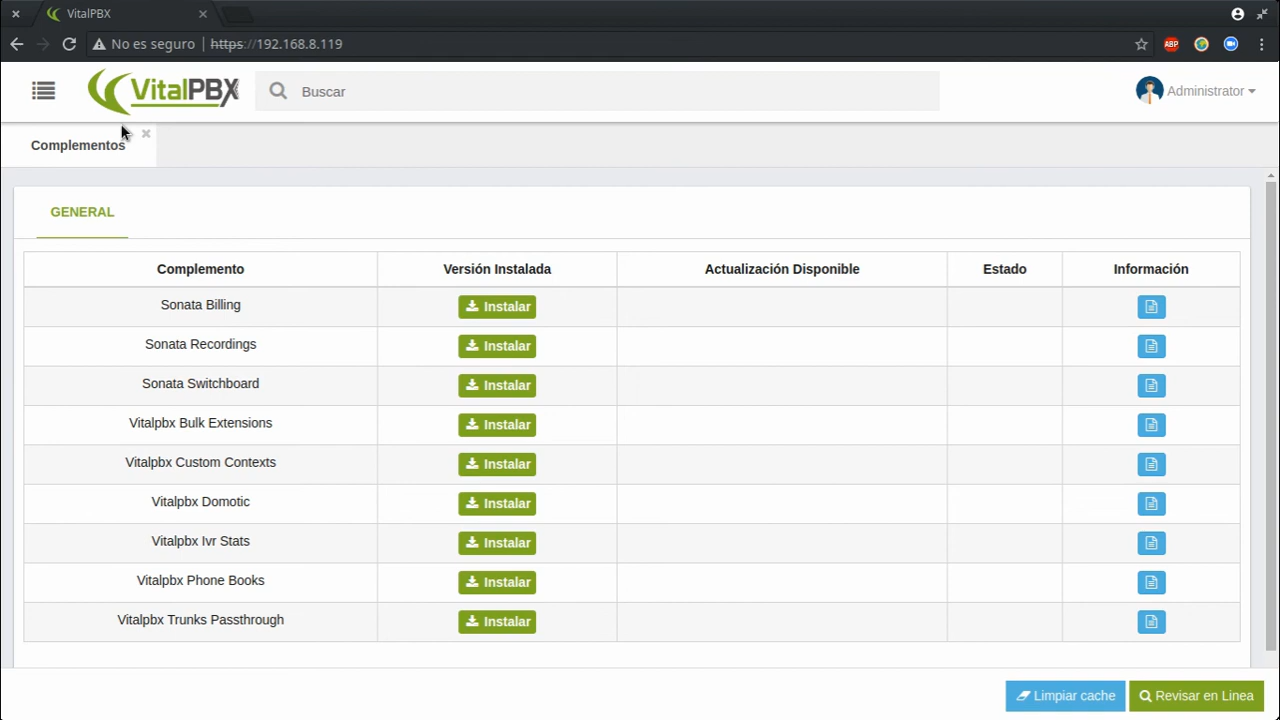 VitalPBX
No es seguro | https://192.168.8.119
ABP
VitalPBX
Buscar
Administrator
Complementos
GENERAL
Complemento Versión Instalada Actualización Disponible Estado Información
Sonata Billing Instalar
Sonata Recordings Instalar
Sonata Switchboard Instalar
Vitalpbx Bulk Extensions Instalar
Vitalpbx Custom Contexts Instalar
Vitalpbx Domotic Instalar
Vitalpbx Ivr Stats Instalar
Vitalpbx Phone Books Instalar
Vitalpbx Trunks Passthrough Instalar
Limpiar cache Revisar en Linea